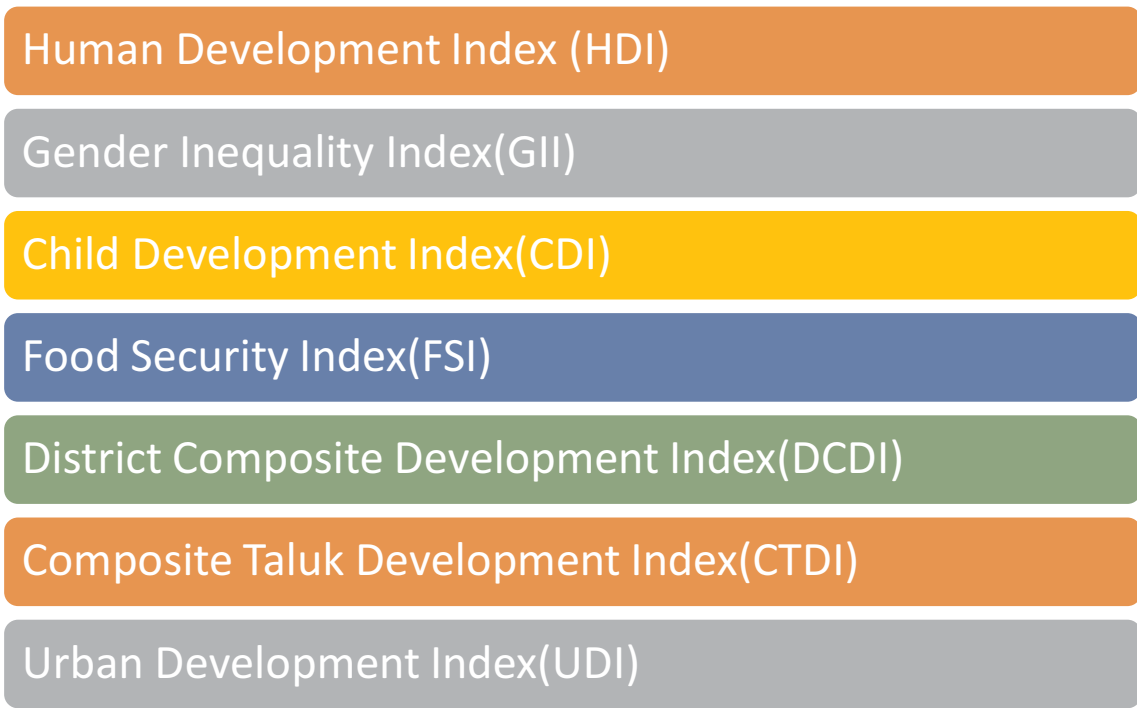 Human Development Index (HDI)
Gender Inequality Index(GII)
Child Development Index(CDI)
Food Security Index(FSI)
District Composite Development Index(DCDI)
Composite Taluk Development Index(CTDI)
Urban Development Index(UDI)